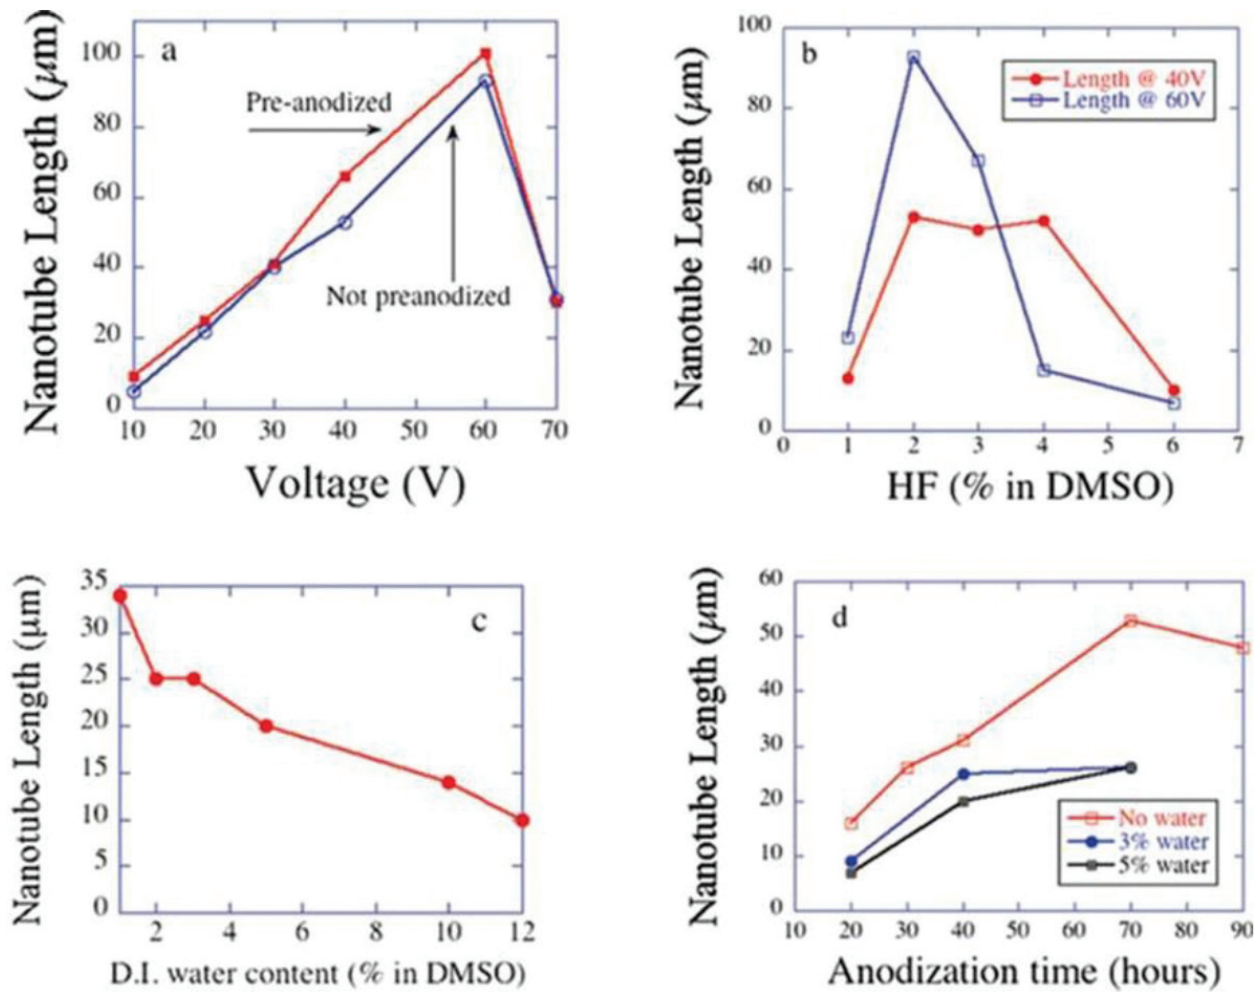 a
Pre-anodized
Not preanodized
Nanotube Length (μm)
100
80
60
40
20
0
10 20 30 40 50 60 70
Voltage (V)
b
Length @ 40V
Length @ 60V
Nanotube Length (μm)
100
80
60
40
20
0
0 1 2 3 4 5 6 7
HF (% in DMSO)
c
Nanotube Length (μm)
35
30
25
20
15
10
5
0
2 4 6 8 10 12
D.I. water content (% in DMSO)
d
Nanotube Length (μm)
60
50
40
30
20
10
0
No water
3% water
5% water
10 20 30 40 50 60 70 80 90
Anodization time (hours)